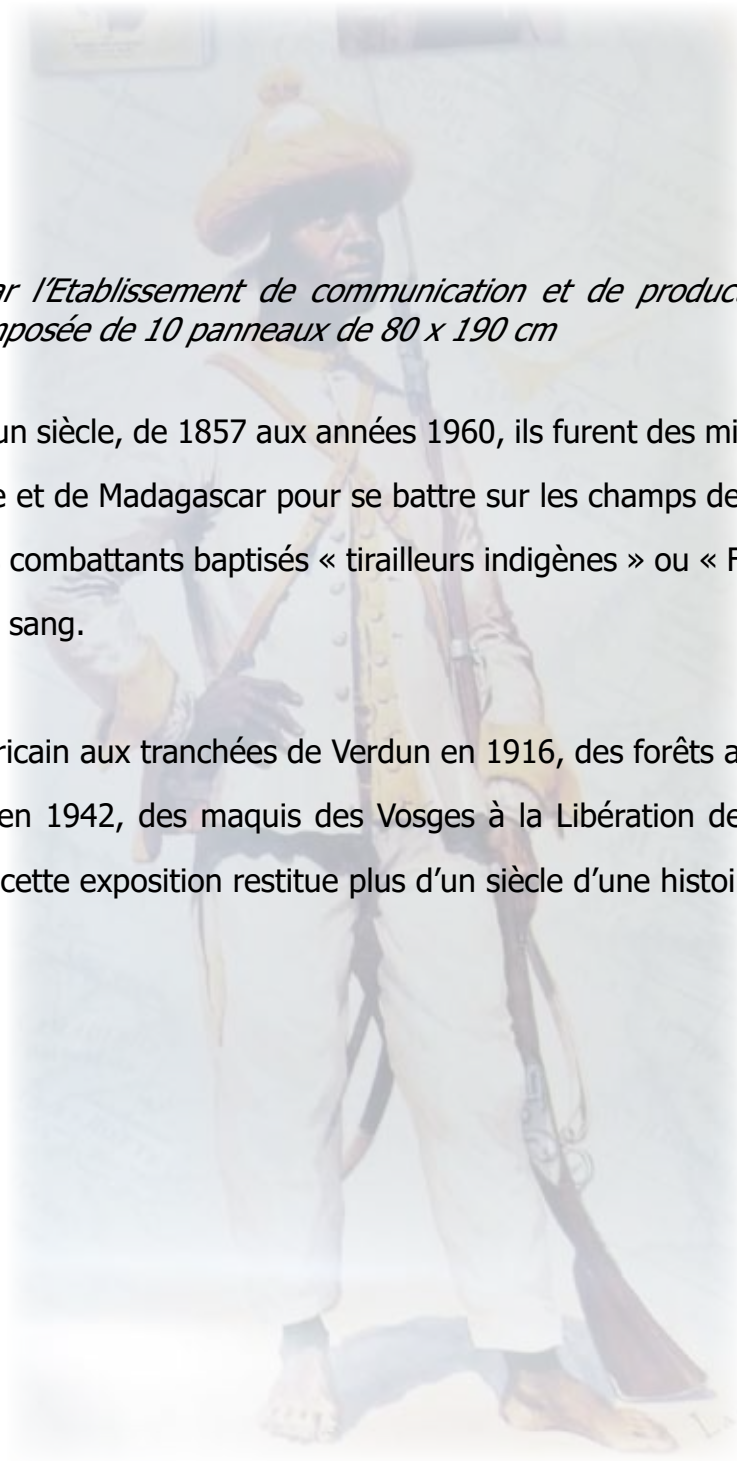 ar l'Etablissement de communication et de product
mposée de 10 panneaux de 80 x 190 cm
un siècle, de 1857 aux années 1960, ils furent des mi
e et de Madagascar pour se battre sur les champs de
combattants baptisés « tirailleurs indigènes » ou « F
sang.
ricain aux tranchées de Verdun en 1916, des forêts a
en 1942, des maquis des Vosges à la Libération de
cette exposition restitue plus d'un siècle d'une histoi